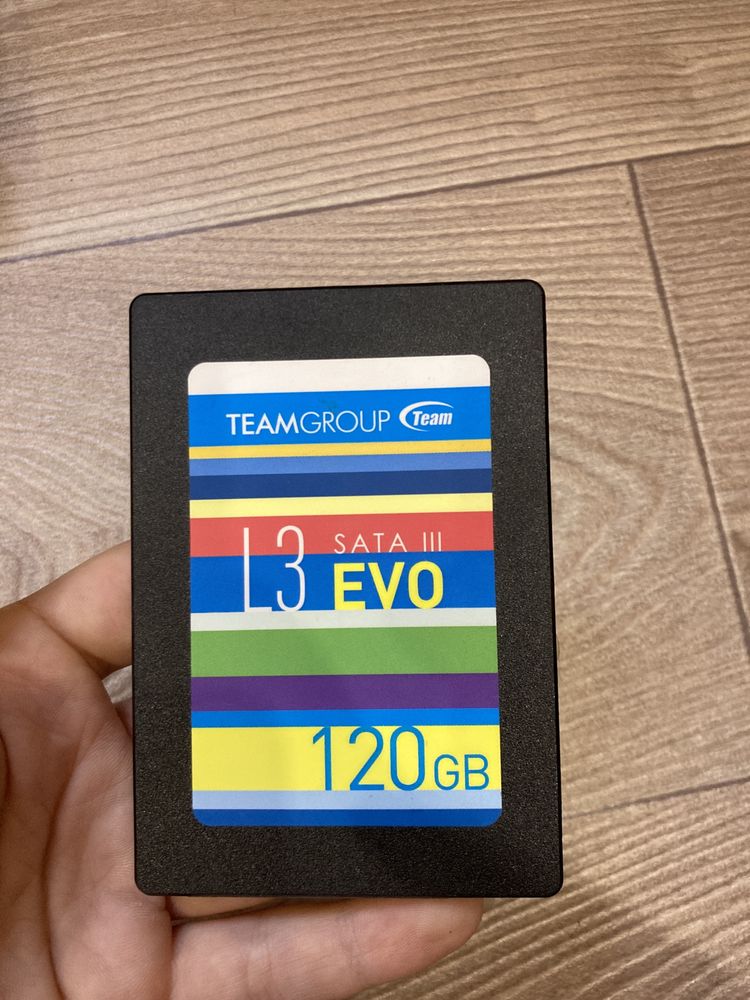 TEAMGROUP Team
L3 SATA III
EVO
120GB